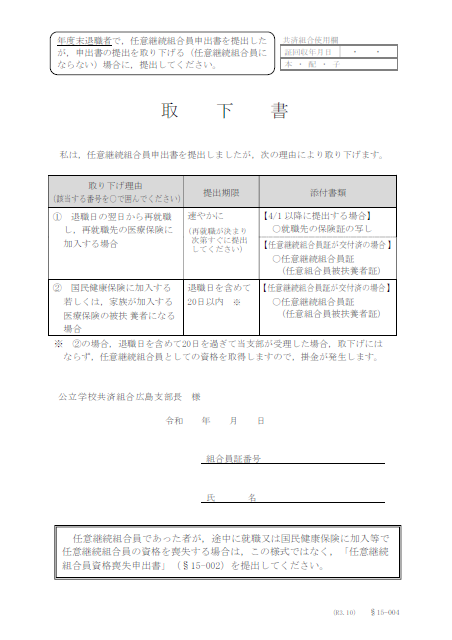 年度末退職者で，任意継続組合員申出書を提出した
が，申出書の提出を取り下げる（任意継続組合員に
ならない）場合に，提出してください。
共済組合使用欄
証回収年月日　・　・
本・配・子
取　下　書
私は，任意継続組合員申出書を提出しましたが，次の理由により取り下げます。
取り下げ理由
（該当する番号を○で囲んでください）
提出期限
添付書類
①　退職日の翌日から再就職
し，再就職先の医療保険に
加入する場合
速やかに
（再就職が決まり
次第すぐに提出
してください）
【4/1以降に提出する場合】
○就職先の保険証の写し
【任意継続組合員証が交付済の場合】
○任意継続組合員証
（任意組合員被扶養者証）
②　国民健康保険に加入する
若しくは，家族が加入する
医療保険の被扶養者になる
場合
退職日を含めて
20日以内　※
【任意継続組合員証が交付済の場合】
○任意継続組合員証
（任意組合員被扶養者証）
※　②の場合，退職日を含めて20日を過ぎて当支部が受理した場合，取下げには
ならず，任意継続組合員としての資格を取得しますので，掛金が発生します。
公立学校共済組合広島支部長　様
令和　　年　　月　　日
組合員証番号
氏　　　名
任意継続組合員であった者が，途中に就職又は国民健康保険に加入等で
任意継続組合員の資格を喪失する場合は，この様式ではなく，「任意継続
組合員資格喪失申出書」（§15-002）を提出してください。
(R3.10)　§15-004